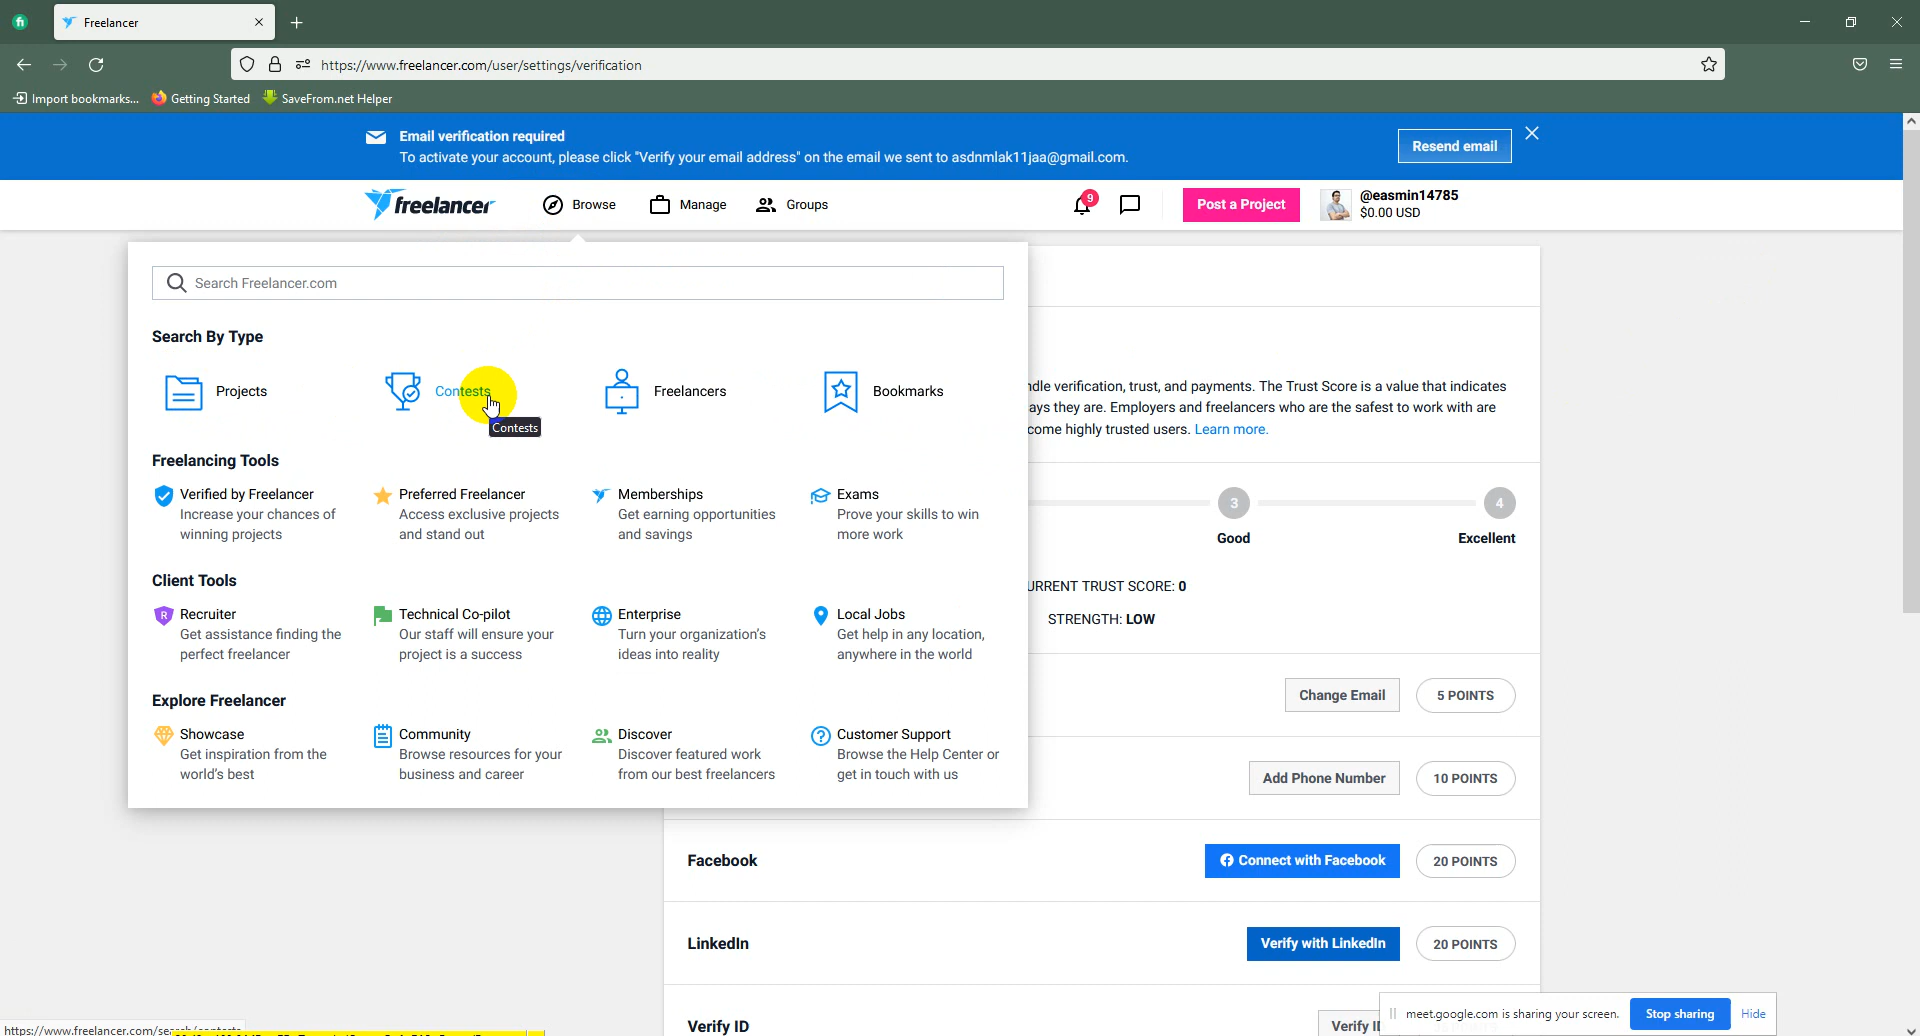 Freelancer
https://www.freelancer.com/user/settings/verification
Import bookmarks...
Getting Started
SaveFrom.net Helper
Email verification required
To activate your account, please click "Verify your email address" on the email we sent to asdnmlak11jaa@gmail.com.
Resend email
freelancer
Browse
Manage
Groups
9
Post a Project
@easmin14785
$0.00 USD
Search Freelancer.com
Search By Type
Projects
Contests
Freelancers
Bookmarks
Contests
Freelancing Tools
Verified by Freelancer
Increase your chances of
winning projects
Preferred Freelancer
Access exclusive projects
and stand out
Memberships
Get earning opportunities
and savings
Exams
Prove your skills to win
more work
Client Tools
Recruiter
Get assistance finding the
perfect freelancer
Technical Co-pilot
Our staff will ensure your
project is a success
Enterprise
Turn your organization's
ideas into reality
Local Jobs
Get help in any location,
anywhere in the world
Explore Freelancer
Showcase
Get inspiration from the
world's best
Community
Browse resources for your
business and career
Discover
Discover featured work
from our best freelancers
Customer Support
Browse the Help Center or
get in touch with us
verification, trust, and payments. The Trust Score is a value that indicates
they are. Employers and freelancers who are the safest to work with are
come highly trusted users. Learn more.
3
4
Good
Excellent
URRENT TRUST SCORE: 0
STRENGTH: LOW
Change Email
5 POINTS
Add Phone Number
10 POINTS
Facebook
Connect with Facebook
20 POINTS
LinkedIn
Verify with LinkedIn
20 POINTS
Verify ID
Verify
meet.google.com is sharing your screen.
Stop sharing
Hide